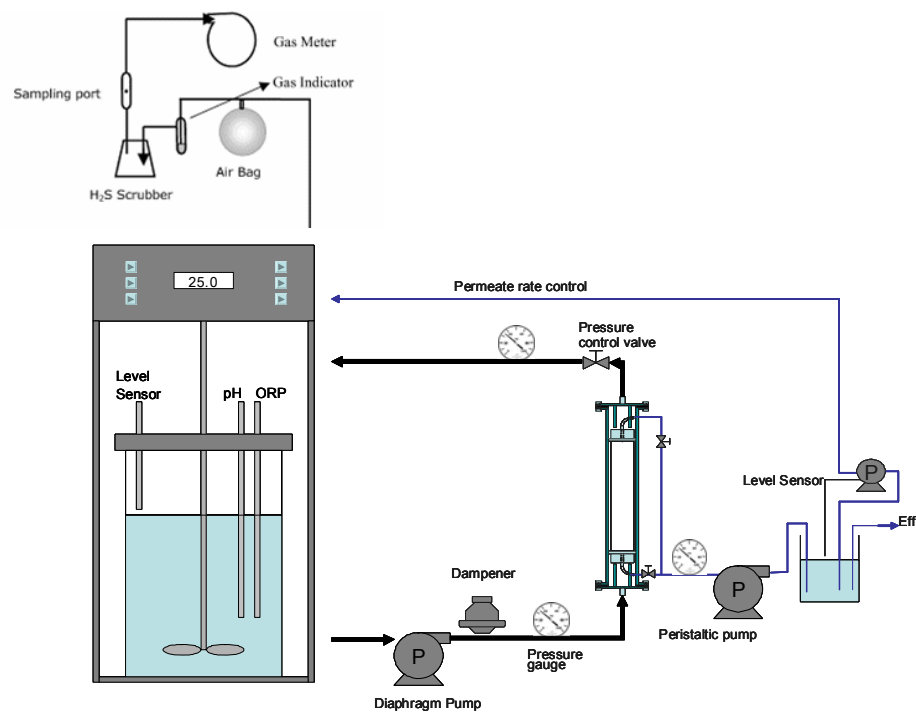 Gas Meter
Gas Indicator
Sampling port
Air Bag
H₂S Scrubber
25.0
Permeate rate control
Pressure
control valve
Level
Sensor
pH
ORP
P
Level Sensor
Eff
Dampener
P
Peristaltic pump
P
Pressure
gauge
Diaphragm Pump